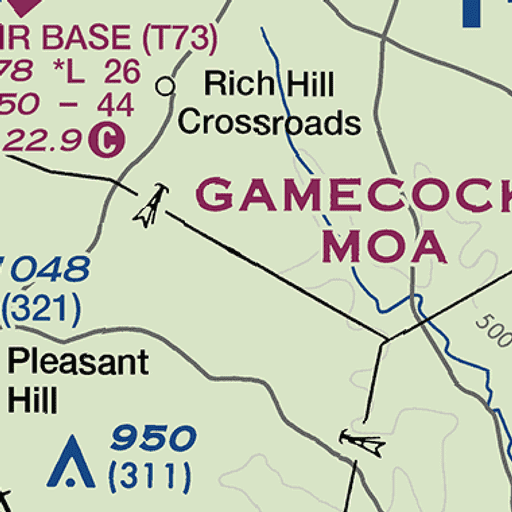 IR BASE (T73)
78 *L 26
50 – 44
22.9 C
Rich Hill
Crossroads
GAMECOCK
MOA
048
(321)
500
Pleasant
Hill
950
(311)